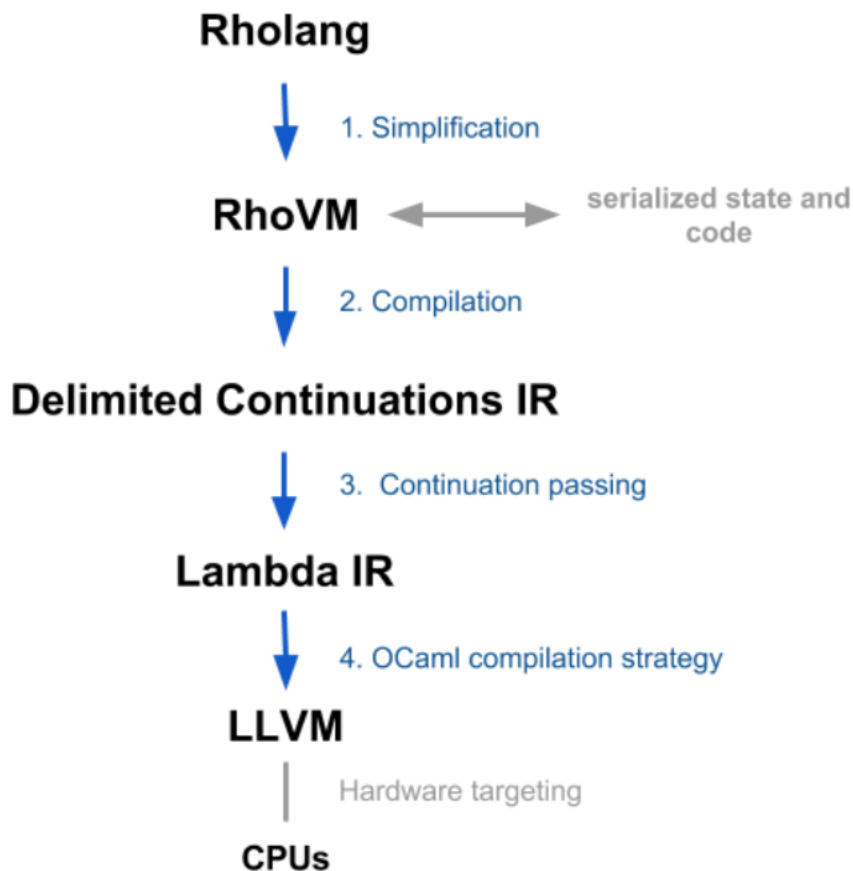 Rholang
1. Simplification
RhoVM
serialized state and
code
2. Compilation
Delimited Continuations IR
3. Continuation passing
Lambda IR
4. OCaml compilation strategy
LLVM
Hardware targeting
CPUs